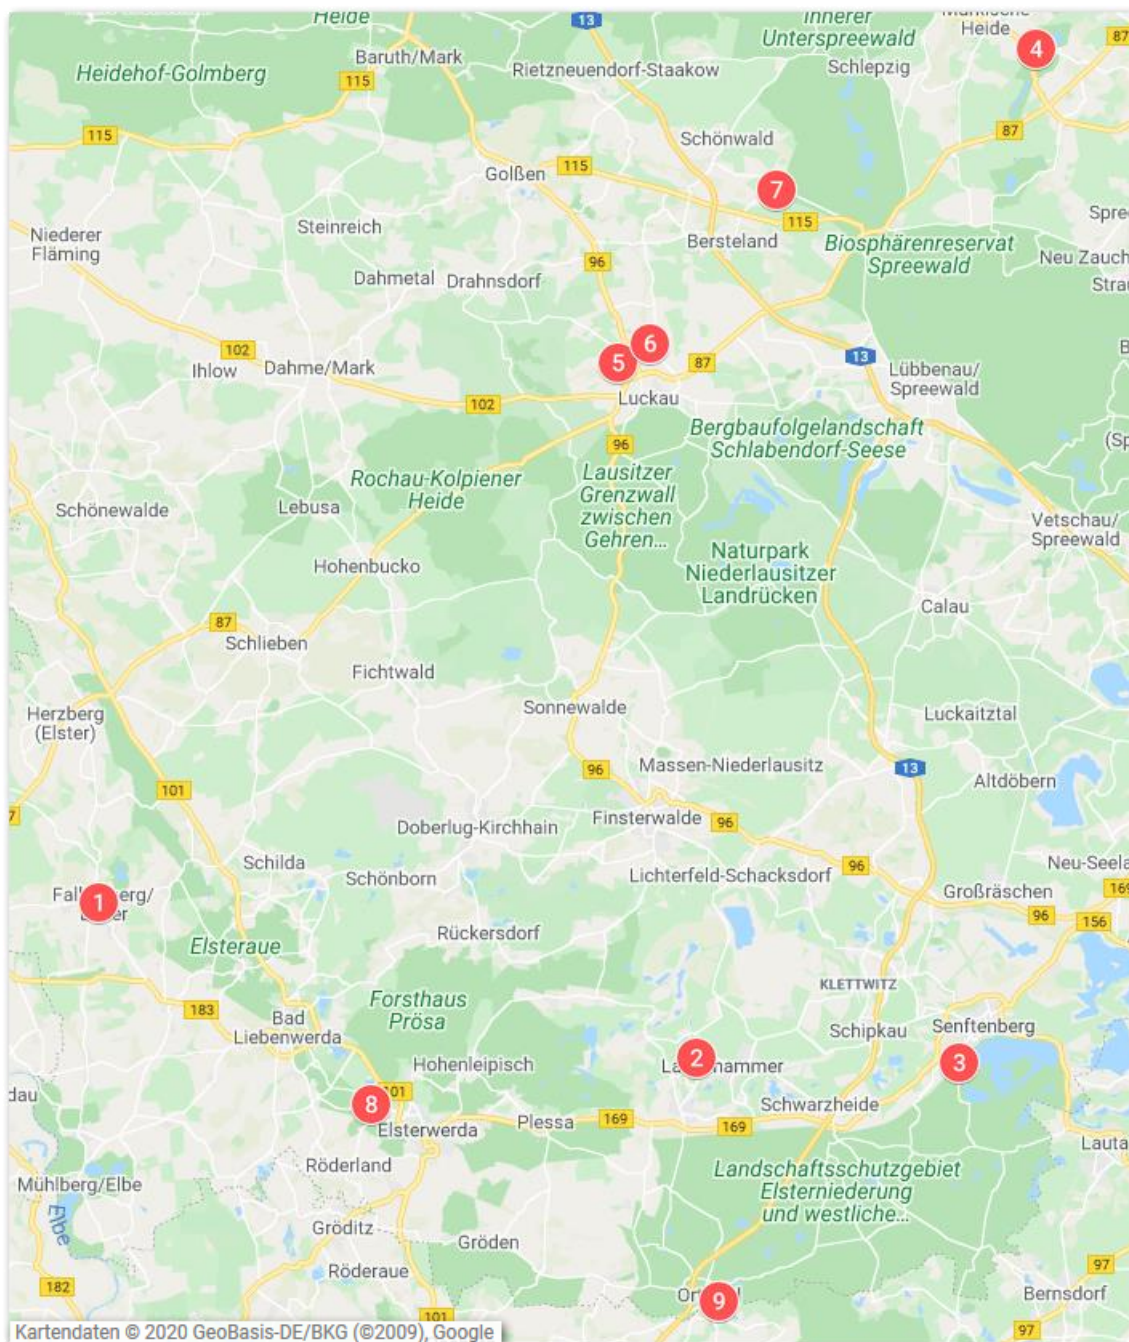 Heide
13
Innerer
Unterspreewald
Heide
4
87
Baruth/Mark
Rietzneuendorf-Staakow
Schlepzig
Heidehof-Golmberg
115
115
87
Schönwald
115
Golßen
7
115
Steinreich
Niederer
Fläming
Bersteland
Biosphärenreservat
Spreewald
Neu Zauch
96
Dahmetal
Drahnsdorf
6
102
5
87
13
Ihlow
Dahme/Mark
Lübbenau/
Spreewald
102
Luckau
96
Bergbaufolgelandschaft
Schlabendorf-Seese
Rochau-Kolpiener
Heide
Lausitzer
Grenzwall
zwischen
Gehren...
Schönewalde
Lebusa
Vetschau/
Spreewald
Naturpark
Niederlausitzer
Landrücken
Hohenbucko
Calau
87
Schlieben
Fichtwald
Sonnewalde
Herzberg
(Elster)
Luckaitztal
96
Massen-Niederlausitz
13
Altdöbern
101
Finsterwalde
96
Doberlug-Kirchhain
Schilda
Schönborn
Lichterfeld-Schacksdorf
96
Großräschen
169
1
96
156
Elsteraue
Rückersdorf
KLETTWITZ
183
Forsthaus
Prösa
Bad
Liebenwerda
Schipkau
Senftenberg
Hohenleipisch
2
3
101
8
Schwarzheide
Elsterwerda
Plessa
169
169
Röderland
Landschaftsschutzgebiet
Elsterniederung
und westliche...
Mühlberg/Elbe
Elbe
Gröditz
Gröden
Röderaue
97
182
Bernsdorf
9
101
97
Kartendaten © 2020 GeoBasis-DE/BKG (©2009), Google